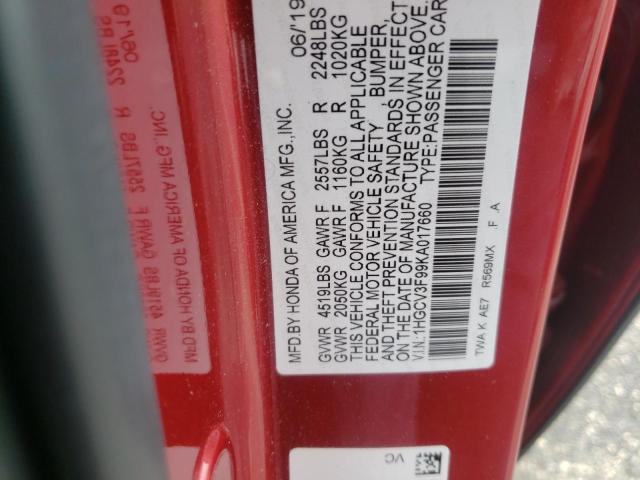 MFD.BY HONDA OF AMERICA MFG.,INC. 06/'19
GVWR 4519LBS GAWR F 2557LBS R 2248LBS
GVWR 2050KG GAWR F 1160KG R 1020KG
THIS VEHICLE CONFORMS TO ALL APPLICABLE
FEDERAL MOTOR VEHICLE SAFETY, BUMPER,
AND THEFT PREVENTION STANDARDS IN EFFECT
ON THE DATE OF MANUFACTURE SHOWN ABOVE.
V.I.N.:1HGCV3F99KA017660 TYPE:PASSENGER CAR
TWA K AE7 R569MX .F .A
VC